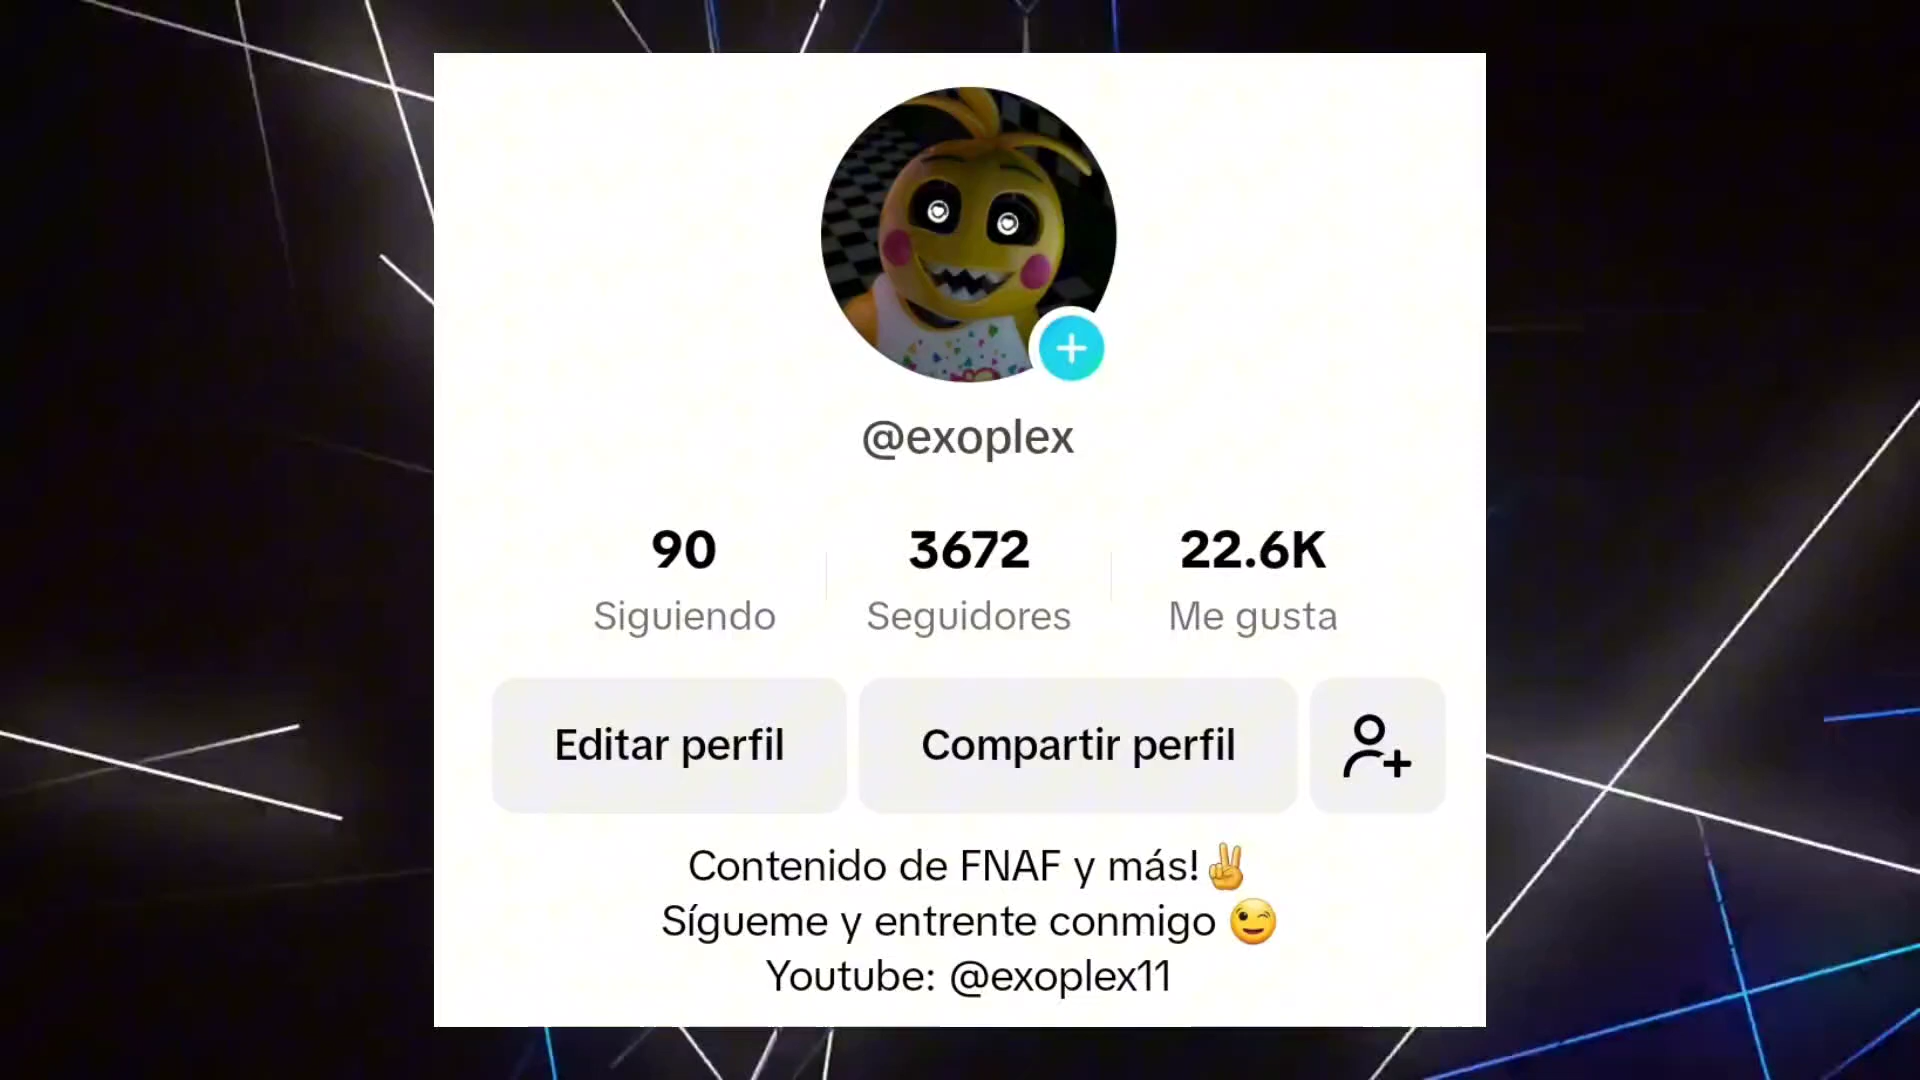 @exoplex
90 3672 22.6K
Siguiendo Seguidores Me gusta
Editar perfil Compartir perfil
Contenido de FNAF y más!✌️
Sígueme y entrente conmigo 😉
Youtube: @exoplex11